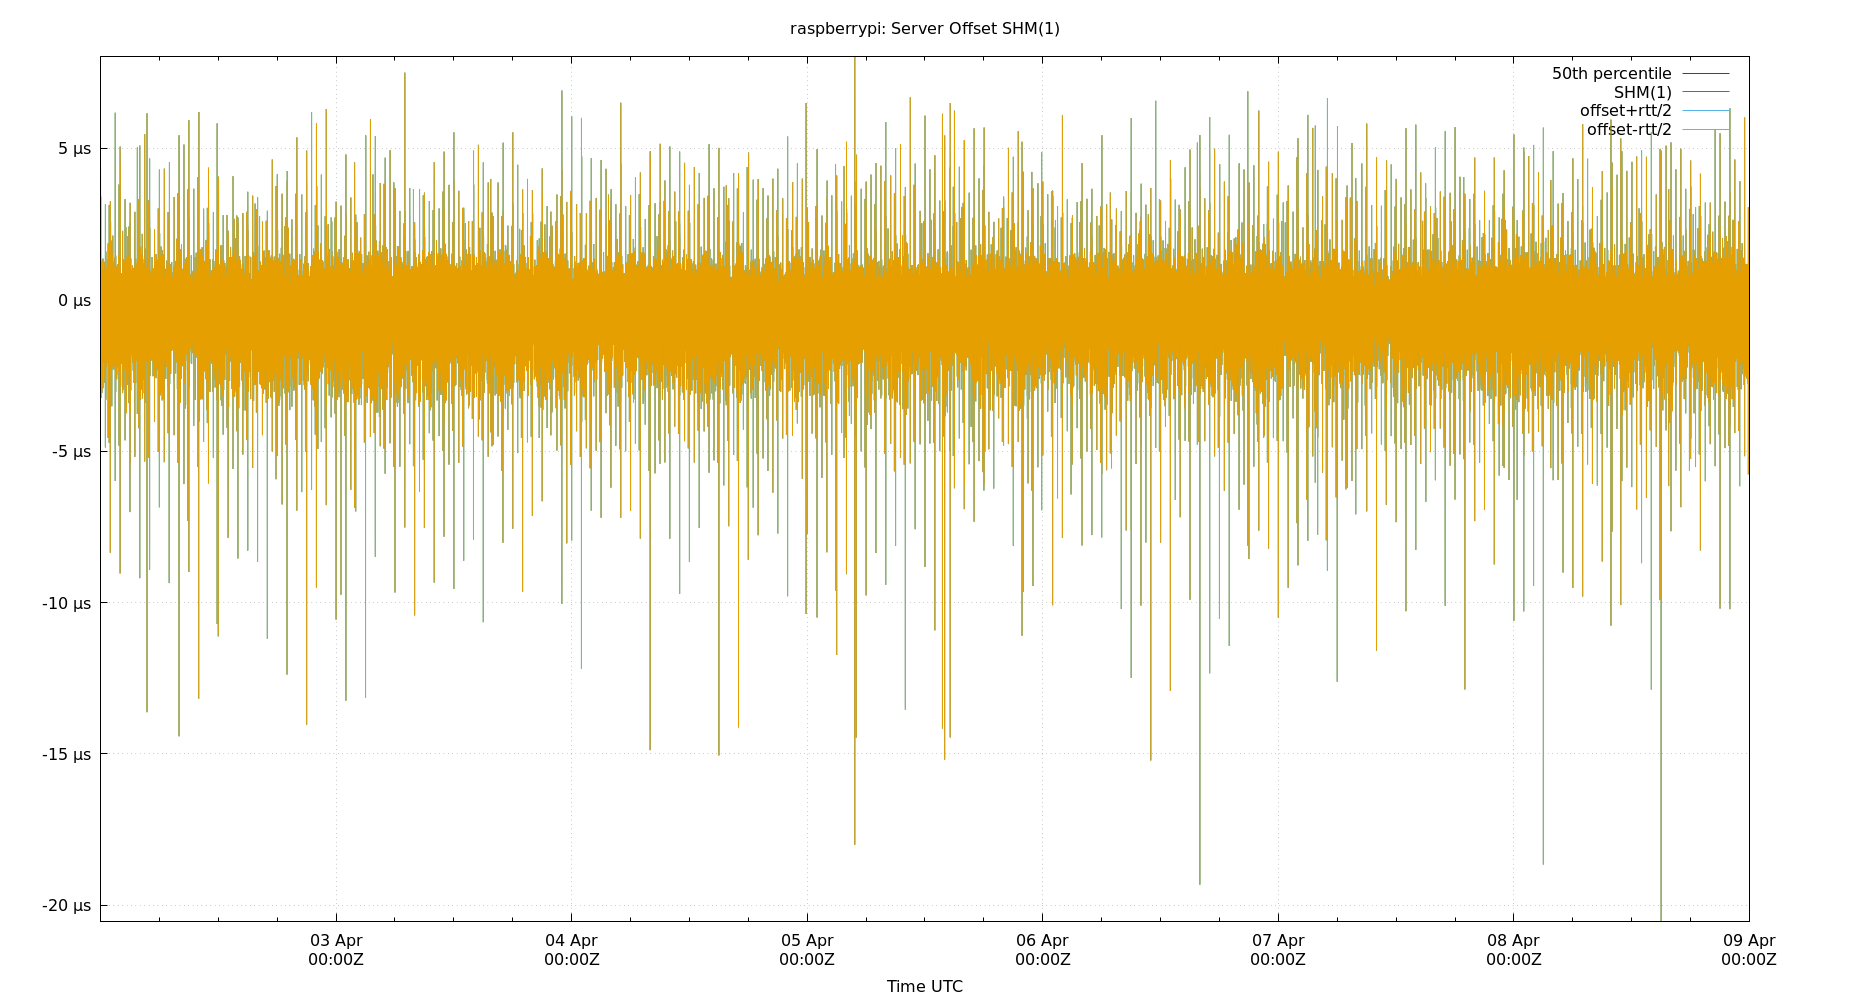 raspberrypi: Server Offset SHM(1)
50th percentile
SHM(1)
offset+rtt/2
offset-rtt/2
5 µs
0 µs
-5 µs
-10 µs
-15 µs
-20 µs
03 Apr
00:00Z
04 Apr
00:00Z
05 Apr
00:00Z
06 Apr
00:00Z
07 Apr
00:00Z
08 Apr
00:00Z
09 Apr
00:00Z
Time UTC